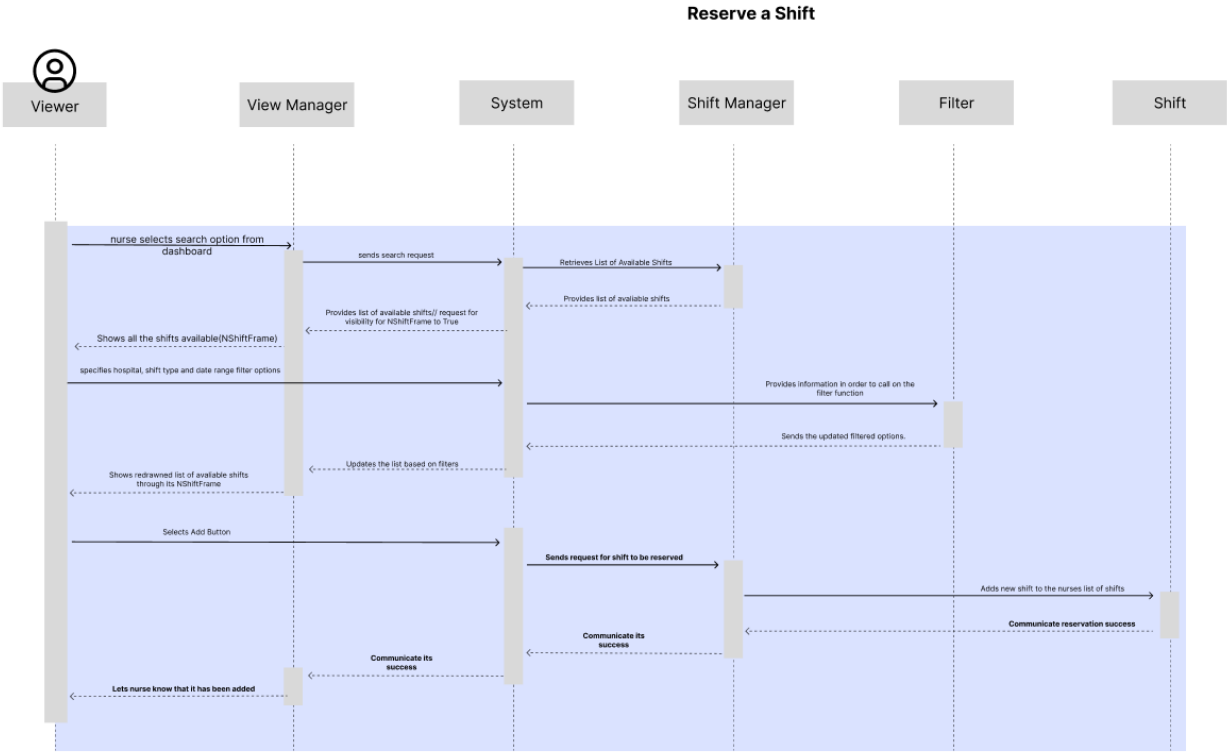 Reserve a Shift
Viewer
View Manager
System
Shift Manager
Filter
Shift
nurse selects search option from
dashboard
sends search request
Retrieves List of Available Shifts
Provides list of available shifts
Provides list of available shifts// request for
visibility for NShiftFrame to True
Shows all the shifts available(NShiftFrame)
specifies hospital, shift type and date range filter options
Provides information in order to call on the
filter function
Sends the updated filtered options.
Updates the list based on filters
Shows redrawned list of available shifts
through its NShiftFrame
Selects Add Button
Sends request for shift to be reserved
Adds new shift to the nurses list of shifts
Communicate reservation success
Communicate its
success
Communicate its
success
Lets nurse know that it has been added